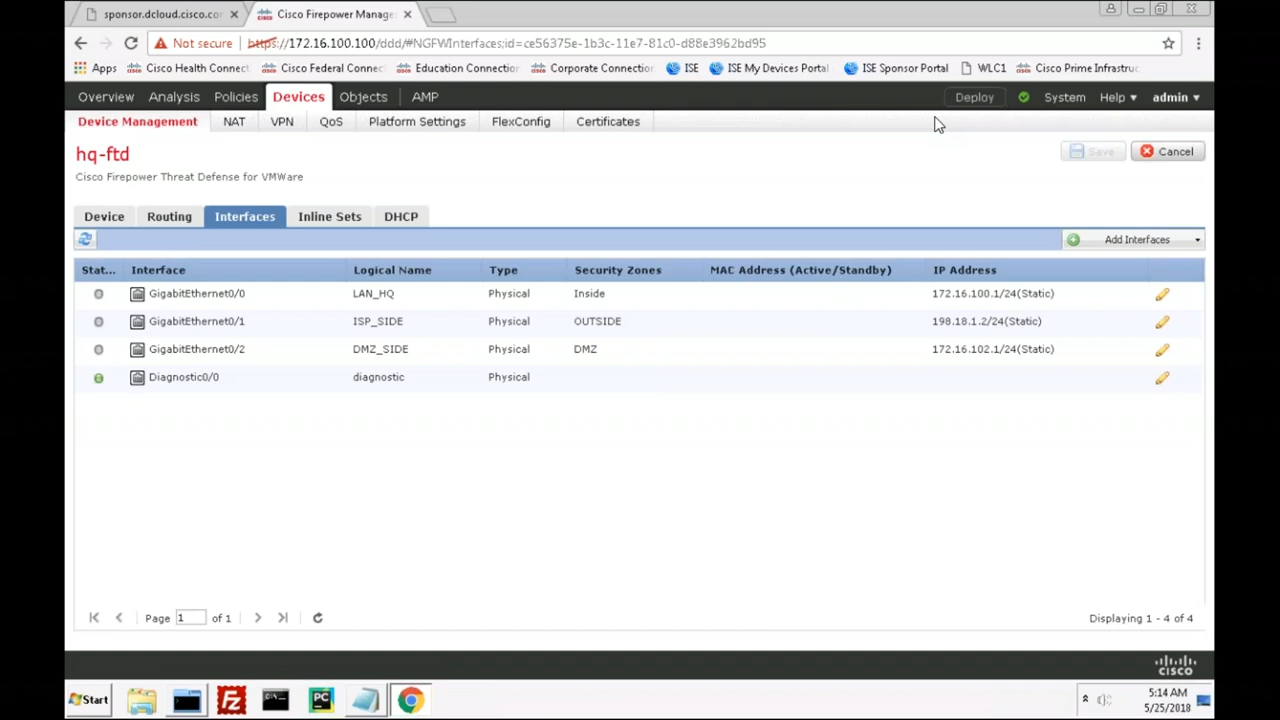 sponsor.dcloud.cisco.co
Cisco Firepower Manage
Not secure https://172.16.100.100/ddd/#NGFWInterfaces;id=ce56375e-1b3c-11e7-81c0-d88e3962bd95
Apps Cisco Health Connect Cisco Federal Connec Education Connection Corporate Connection ISE ISE My Devices Portal ISE Sponsor Portal WLC1 Cisco Prime Infrastruc
Overview Analysis Policies Devices Objects AMP Deploy System Help admin
Device Management NAT VPN QoS Platform Settings FlexConfig Certificates
hq-ftd
Save Cancel
Cisco Firepower Threat Defense for VMWare
Device Routing Interfaces Inline Sets DHCP
Add Interfaces
Stat... Interface Logical Name Type Security Zones MAC Address (Active/Standby) IP Address
GigabitEthernet0/0 LAN_HQ Physical Inside 172.16.100.1/24(Static)
GigabitEthernet0/1 ISP_SIDE Physical OUTSIDE 198.18.1.2/24(Static)
GigabitEthernet0/2 DMZ_SIDE Physical DMZ 172.16.102.1/24(Static)
Diagnostic0/0 diagnostic Physical
Page 1 of 1 Displaying 1 - 4 of 4
CISCO
Start PC 5:14 AM
5/25/2018